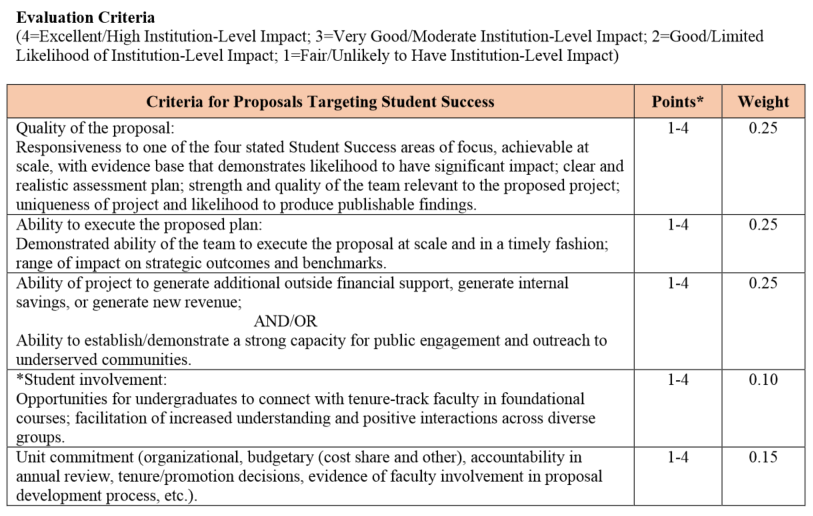 Evaluation Criteria
(4=Excellent/High Institution-Level Impact; 3=Very Good/Moderate Institution-Level Impact; 2=Good/Limited
Likelihood of Institution-Level Impact; 1=Fair/Unlikely to Have Institution-Level Impact)
Criteria for Proposals Targeting Student Success Points* Weight
Quality of the proposal: 1-4 0.25
Responsiveness to one of the four stated Student Success areas of focus, achievable at
scale, with evidence base that demonstrates likelihood to have significant impact; clear and
realistic assessment plan; strength and quality of the team relevant to the proposed project;
uniqueness of project and likelihood to produce publishable findings.
Ability to execute the proposed plan: 1-4 0.25
Demonstrated ability of the team to execute the proposal at scale and in a timely fashion;
range of impact on strategic outcomes and benchmarks.
Ability of project to generate additional outside financial support, generate internal 1-4 0.25
savings, or generate new revenue;
AND/OR
Ability to establish/demonstrate a strong capacity for public engagement and outreach to
underserved communities.
*Student involvement: 1-4 0.10
Opportunities for undergraduates to connect with tenure-track faculty in foundational
courses; facilitation of increased understanding and positive interactions across diverse
groups.
Unit commitment (organizational, budgetary (cost share and other), accountability in 1-4 0.15
annual review, tenure/promotion decisions, evidence of faculty involvement in proposal
development process, etc.).